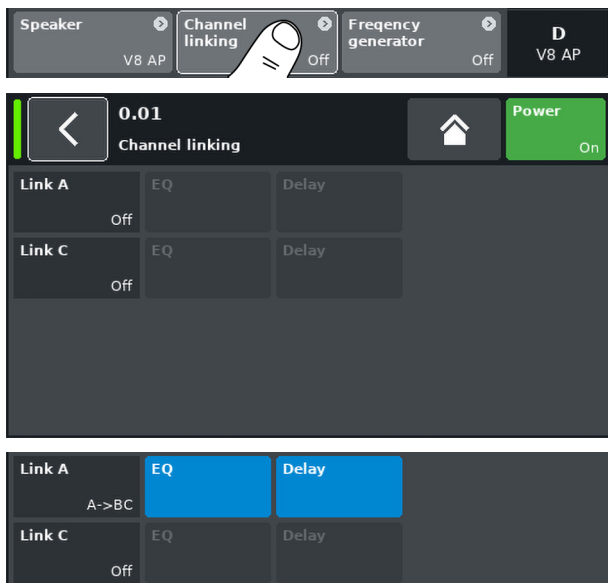 Speaker
V8 AP
Channel
linking
Off
Freqency
generator
Off
D
V8 AP
0.01
Channel linking
Power
On
Link A
Off
EQ
Delay
Link C
Off
EQ
Delay
Link A
A->BC
EQ
Delay
Link C
Off
EQ
Delay